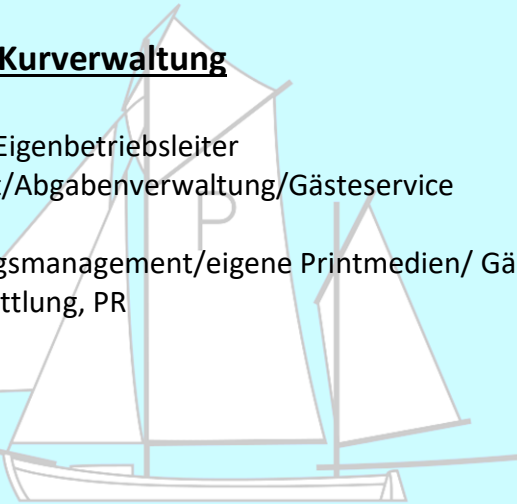 Kurverwaltung
Eigenbetriebsleiter
/Abgabenverwaltung/Gästeservice
gsmanagement/eigene Printmedien/ Gä
ttlung, PR
P